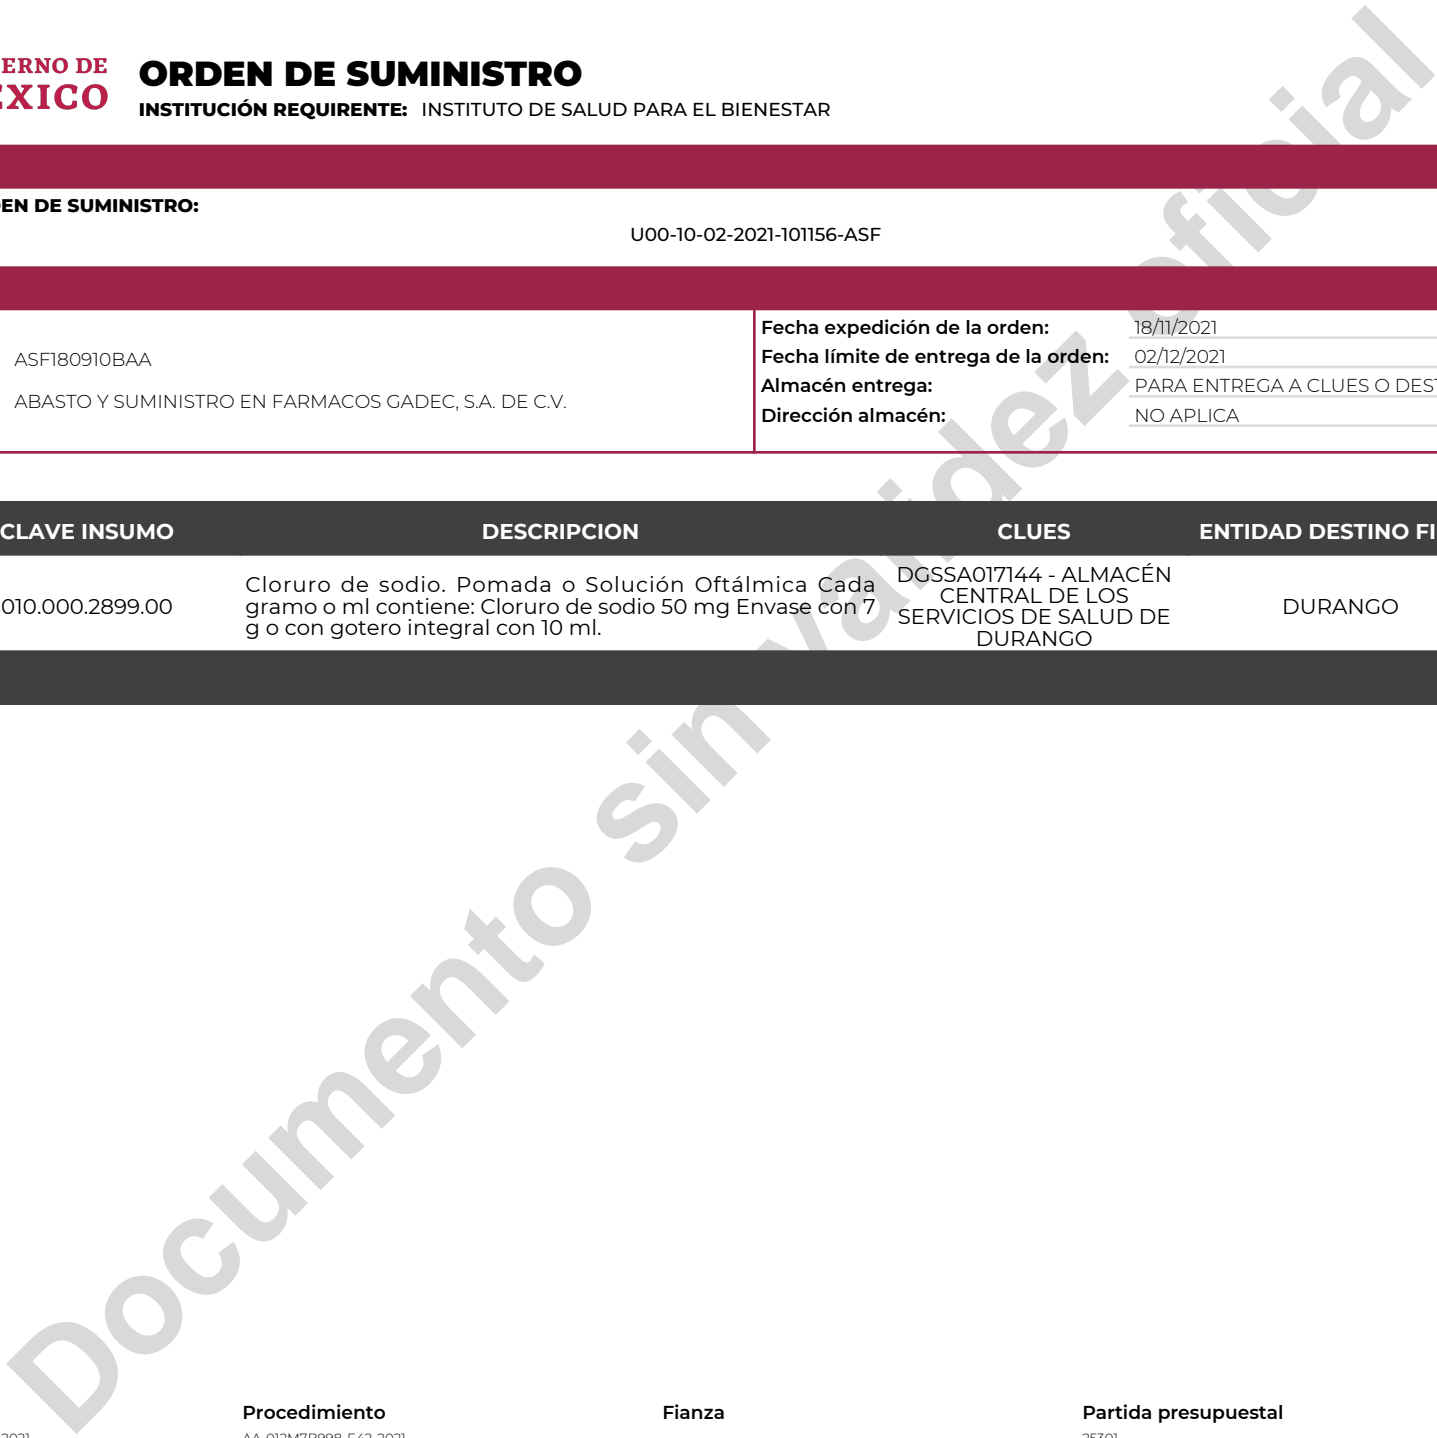 ERNO DE
ÉXICO
ORDEN DE SUMINISTRO
INSTITUCIÓN REQUIRENTE: INSTITUTO DE SALUD PARA EL BIENESTAR
EN DE SUMINISTRO:
U00-10-02-2021-101156-ASF
ASF180910BAA
ABASTO Y SUMINISTRO EN FARMACOS GADEC, S.A. DE C.V.
Fecha expedición de la orden: 18/11/2021
Fecha límite de entrega de la orden: 02/12/2021
Almacén entrega: PARA ENTREGA A CLUES O DEST
Dirección almacén: NO APLICA
CLAVE INSUMO DESCRIPCION CLUES ENTIDAD DESTINO FI
010.000.2899.00
Cloruro de sodio. Pomada o Solución Oftálmica Cada
gramo o ml contiene: Cloruro de sodio 50 mg Envase con 7
g o con gotero integral con 10 ml.
DGSSA017144 - ALMACÉN
CENTRAL DE LOS
SERVICIOS DE SALUD DE
DURANGO
DURANGO
Documento sin validez oficial
Procedimiento Fianza Partida presupuestal